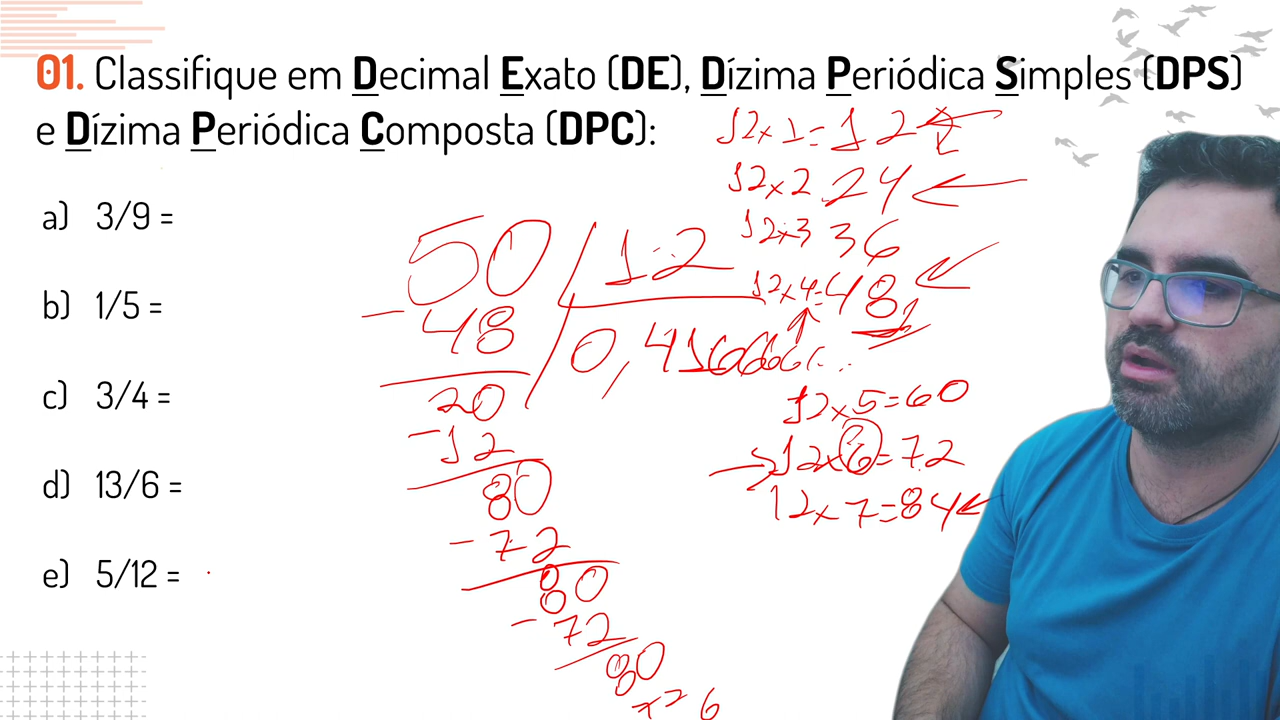 01. Classifique em Decimal Exato (DE), Dízima Periódica Simples (DPS)
e Dízima Periódica Composta (DPC):
a) 3/9 =
b) 1/5 =
c) 3/4 =
d) 13/6 =
e) 5/12 =
50 12
- 48 0,416666...
20
- 12
80
- 72
80
- 72
80
12x1=12
12x2 24
12x3 36
12x4=48
12x5=60
12x6=72
12x7=84